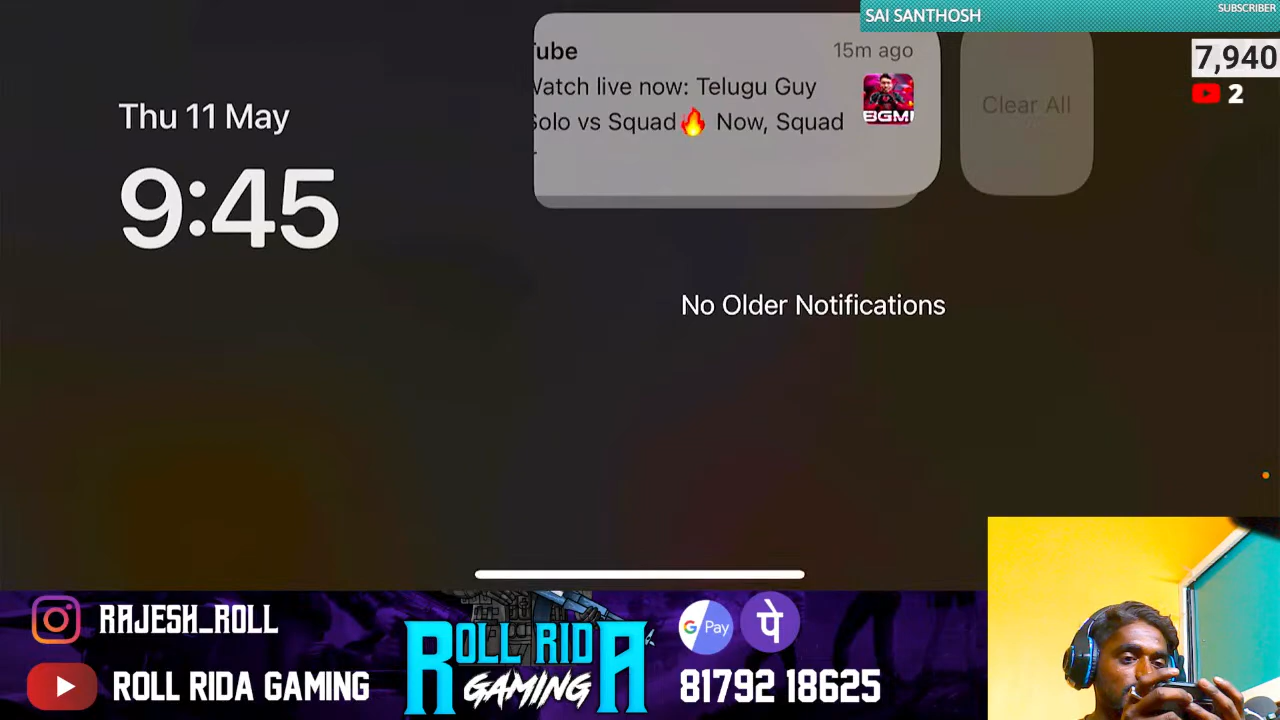 SAI SANTHOSH
SUBSCRIBER
7,940
2
Tube
15m ago
Watch live now: Telugu Guy
Solo vs Squad🔥 Now, Squad
BGMI
Clear All
Thu 11 May
9:45
No Older Notifications
RAJESH_ROLL
ROLL RIDA GAMING
ROLL RIDA
GAMING
G Pay
पे
81792 18625